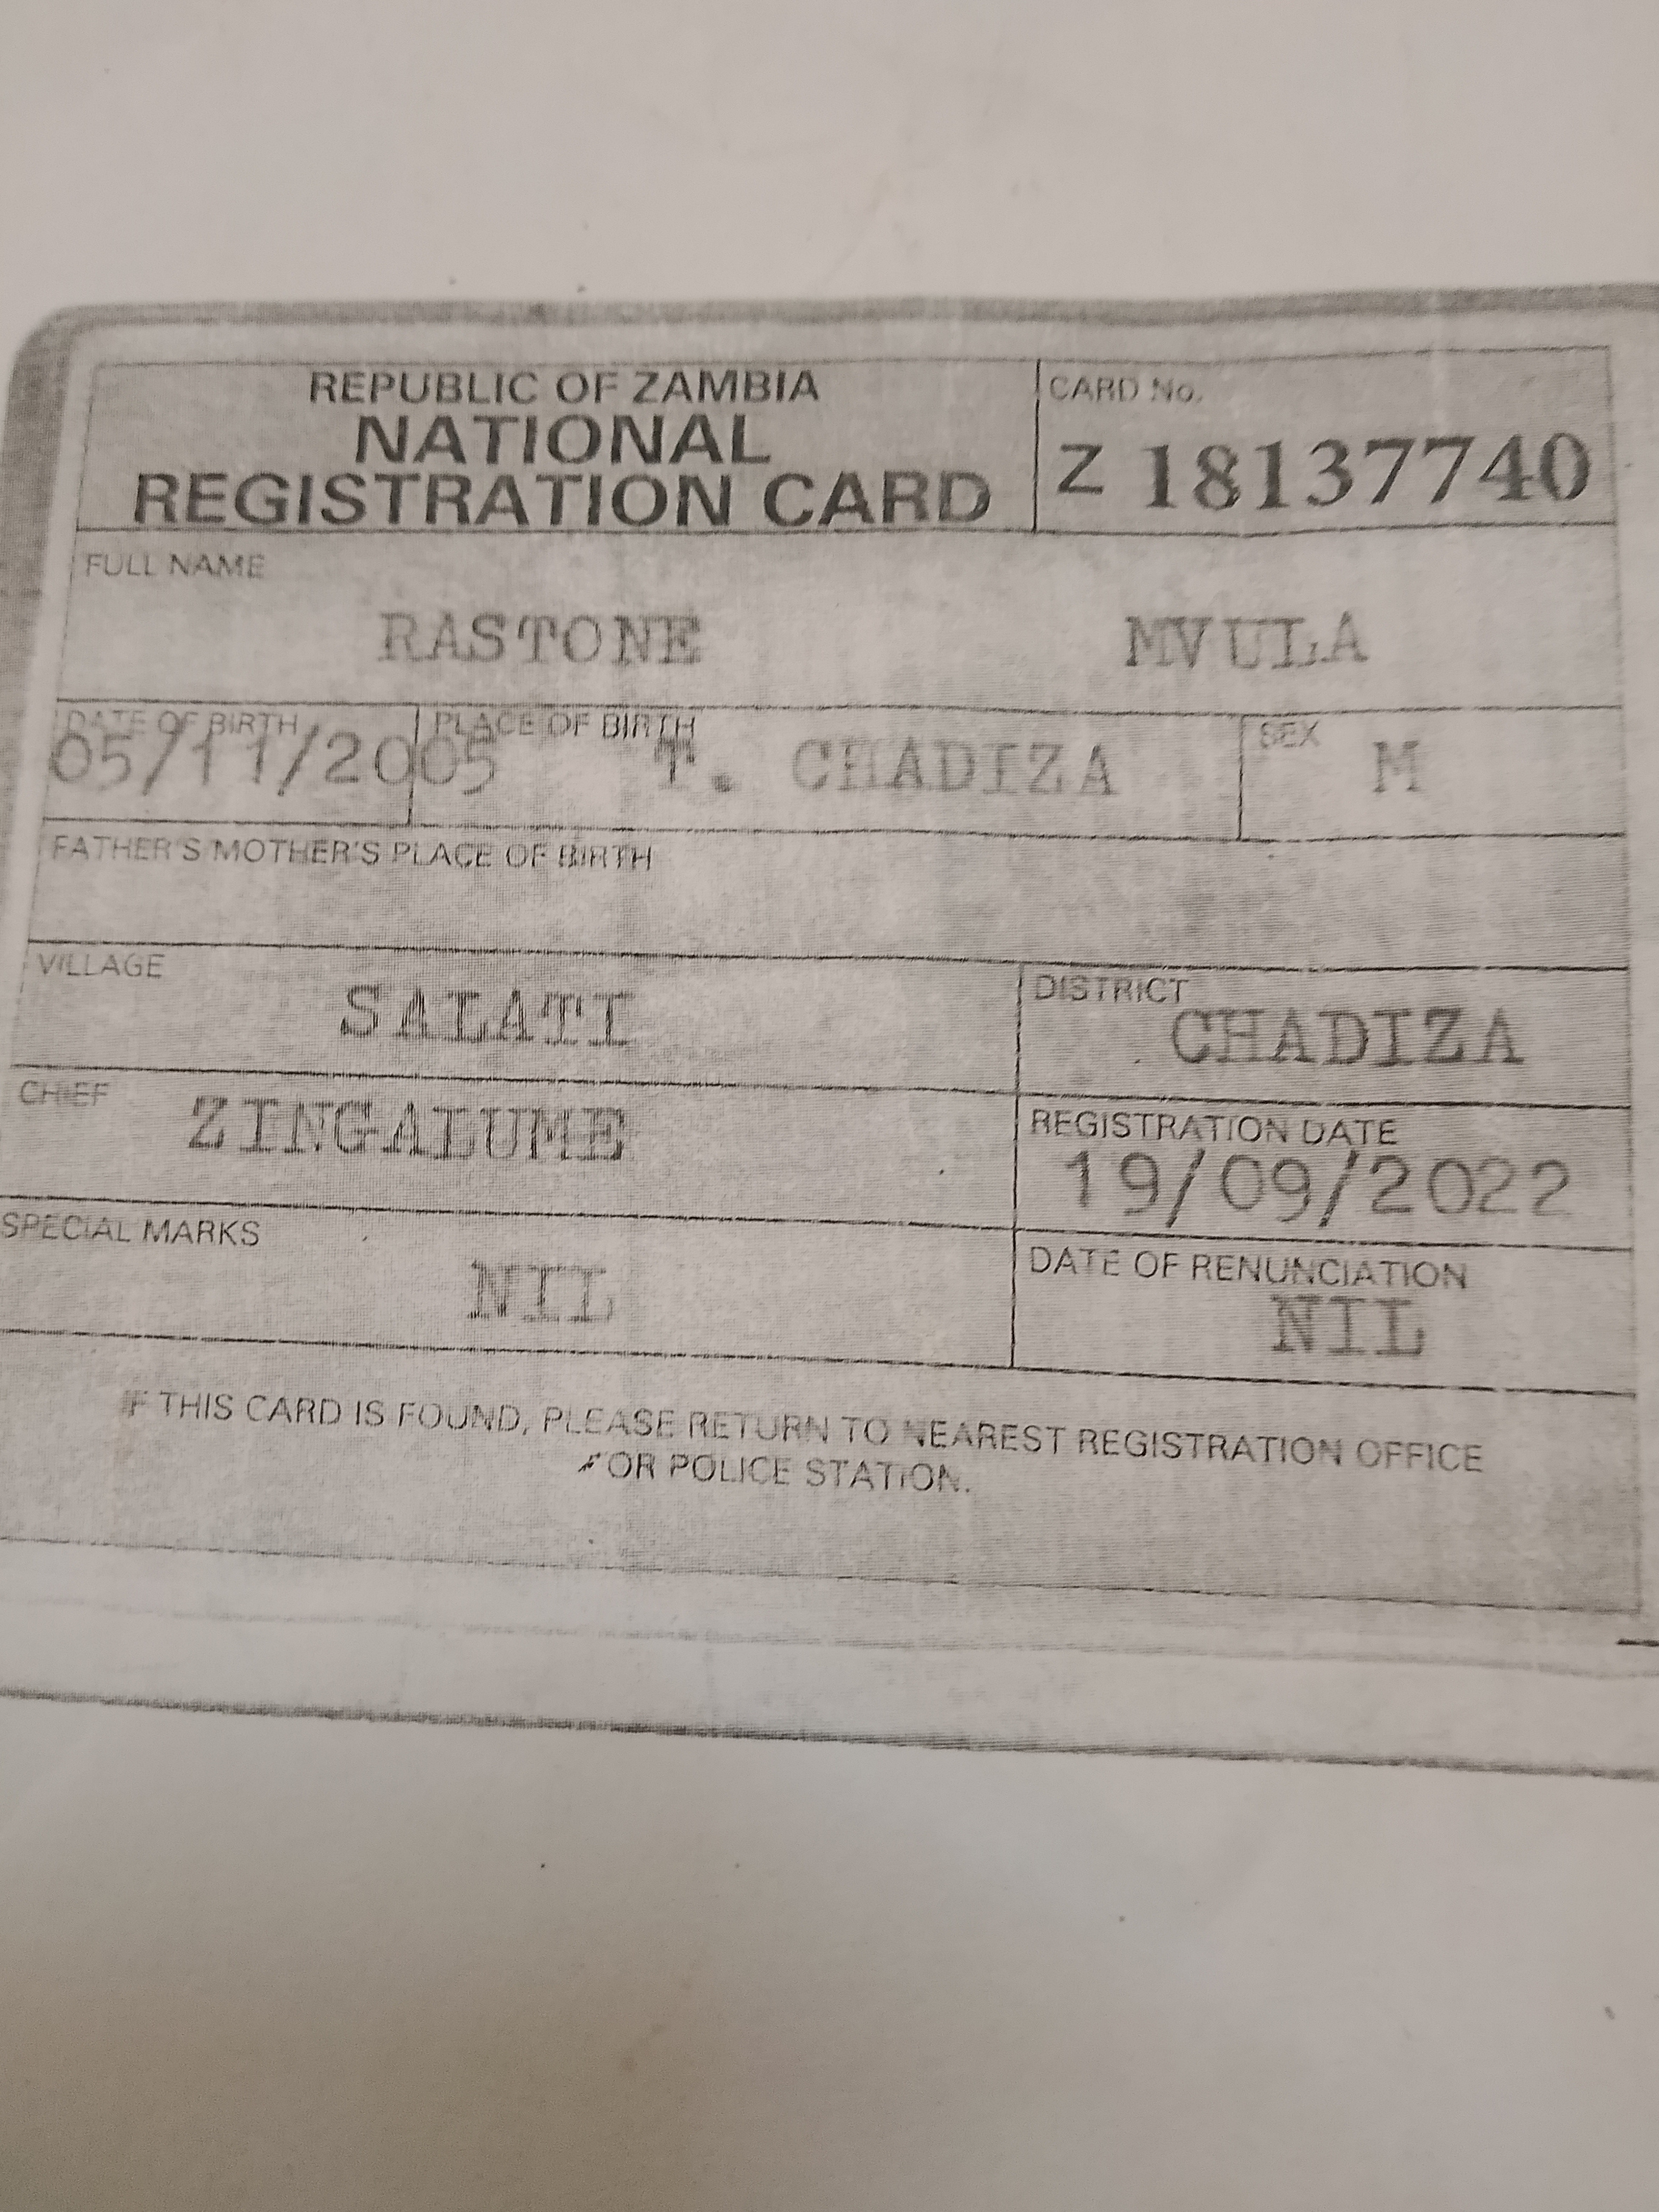 REPUBLIC OF ZAMBIA
NATIONAL
REGISTRATION CARD
CARD No.
Z 18137740
FULL NAME
RASTONE MVULA
DATE OF BIRTH
05/11/2005
PLACE OF BIRTH
T. CHADIZA
SEX
M
FATHER'S/MOTHER'S PLACE OF BIRTH
VILLAGE
SALATI
DISTRICT
CHADIZA
CHIEF
ZINGALUME
REGISTRATION DATE
19/09/2022
SPECIAL MARKS
NIL
DATE OF RENUNCIATION
NIL
IF THIS CARD IS FOUND, PLEASE RETURN TO NEAREST REGISTRATION OFFICE
OR POLICE STATION.